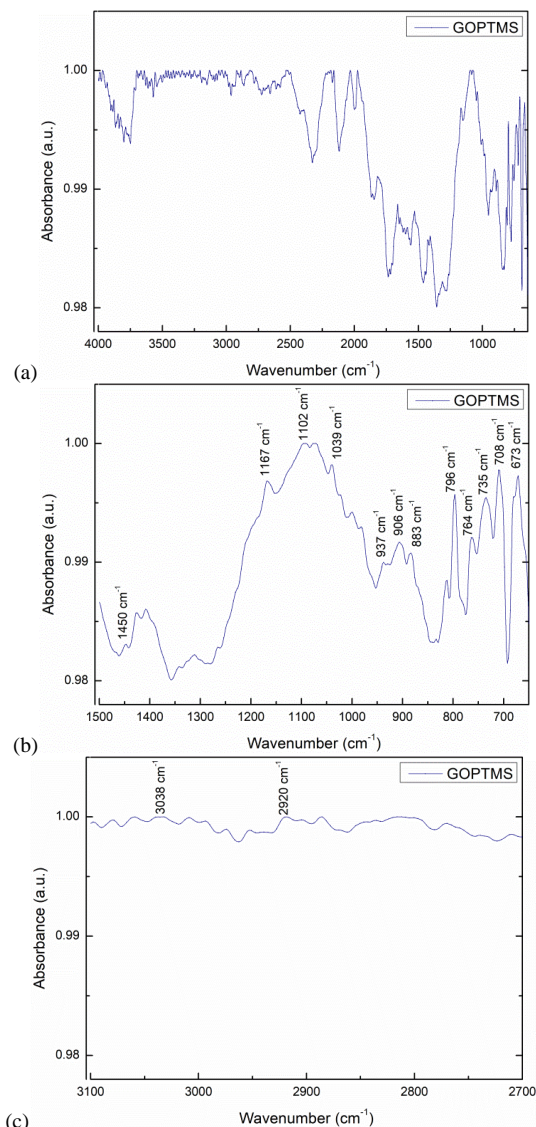 GOPTMS
1.00
0.99
0.98
Absorbance (a.u.)
4000 3500 3000 2500 2000 1500 1000
Wavenumber (cm-1)
(a)
GOPTMS
1.00
0.99
0.98
Absorbance (a.u.)
1450 cm-1
1167 cm-1
1102 cm-1
1039 cm-1
937 cm-1
906 cm-1
883 cm-1
796 cm-1
764 cm-1
735 cm-1
708 cm-1
673 cm-1
1500 1400 1300 1200 1100 1000 900 800 700
Wavenumber (cm-1)
(b)
GOPTMS
3038 cm-1
2920 cm-1
1.00
0.99
0.98
Absorbance (a.u.)
3100 3000 2900 2800 2700
Wavenumber (cm-1)
(c)